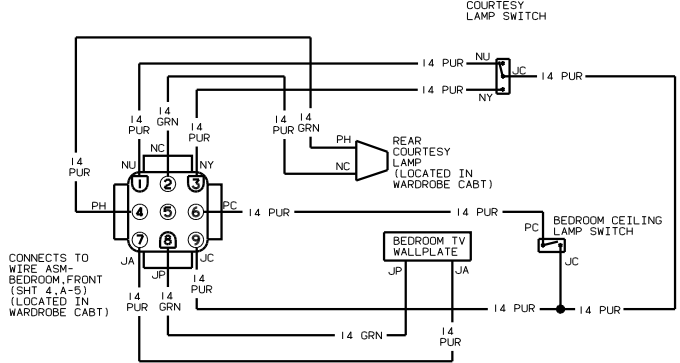 COURTESY
LAMP SWITCH
14 PUR
NU
JC
14 PUR
14 PUR
NY
14
PUR
14
GRN
14
PUR
14
PUR
14
GRN
14
PUR
PH
NC
REAR
COURTESY
LAMP
(LOCATED IN
WARDROBE CABT)
NC
NU
NY
1
2
3
PH
4
5
6
PC
14 PUR
14 PUR
PC
BEDROOM CEILING
LAMP SWITCH
JC
7
8
9
JA
JP
JC
BEDROOM TV
WALLPLATE
JP
JA
CONNECTS TO
WIRE ASM-
BEDROOM,FRONT
(SHT 4,A-5)
(LOCATED IN
WARDROBE CABT)
14
PUR
14
GRN
14
PUR
14 PUR
14 PUR
14 GRN
14
PUR